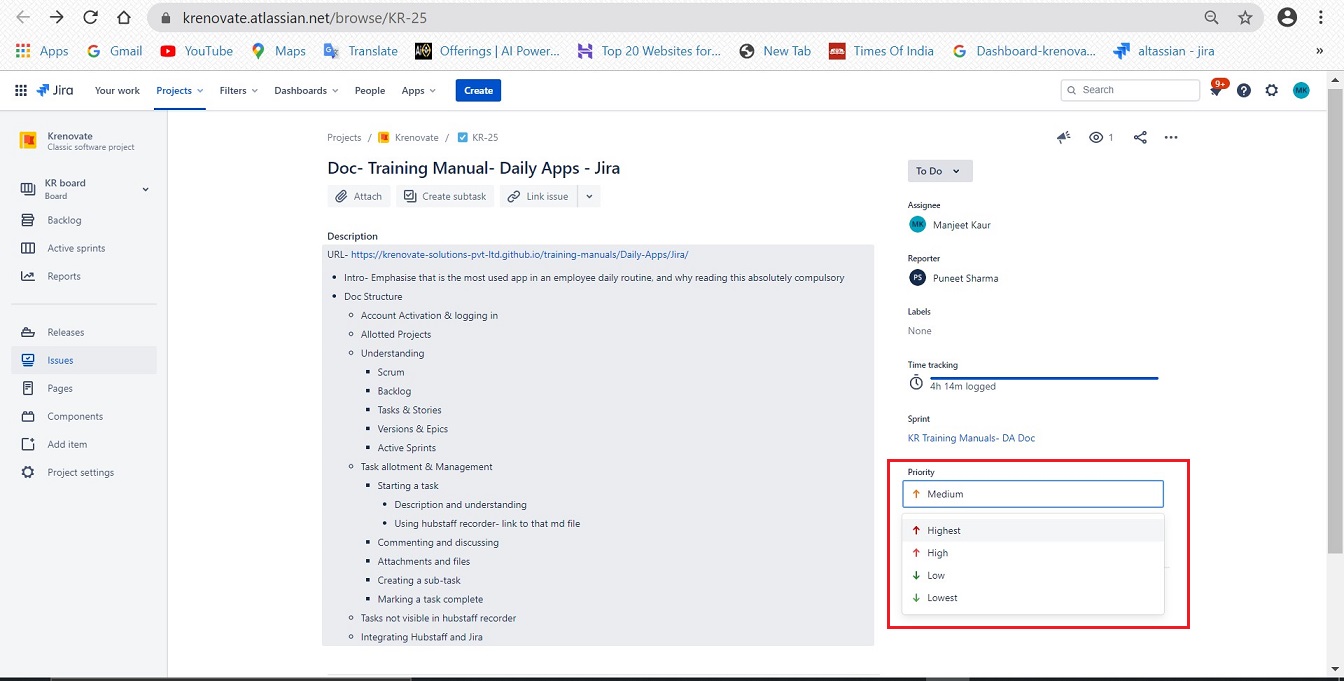 krenovate.atlassian.net/browse/KR-25
Apps Gmail YouTube Maps Translate Offerings | AI Power... Top 20 Websites for... New Tab Times Of India Dashboard-krenova... altassian - jira »
Jira Your work Projects Filters Dashboards People Apps Create Search 9+ ? MK
Krenovate
Classic software project
KR board
Board
Backlog
Active sprints
Reports
Releases
Issues
Pages
Components
Add item
Project settings
Projects / Krenovate / KR-25
Doc- Training Manual- Daily Apps - Jira
Attach Create subtask Link issue
Description
URL- https://krenovate-solutions-pvt-ltd.github.io/training-manuals/Daily-Apps/Jira/
Intro- Emphasise that is the most used app in an employee daily routine, and why reading this absolutely compulsory
Doc Structure
Account Activation & logging in
Allotted Projects
Understanding
Scrum
Backlog
Tasks & Stories
Versions & Epics
Active Sprints
Task allotment & Management
Starting a task
Description and understanding
Using hubstaff recorder- link to that md file
Commenting and discussing
Attachments and files
Creating a sub-task
Marking a task complete
Tasks not visible in hubstaff recorder
Integrating Hubstaff and Jira
1
To Do
Assignee
MK Manjeet Kaur
Reporter
PS Puneet Sharma
Labels
None
Time tracking
4h 14m logged
Sprint
KR Training Manuals- DA Doc
Priority
Medium
Highest
High
Low
Lowest